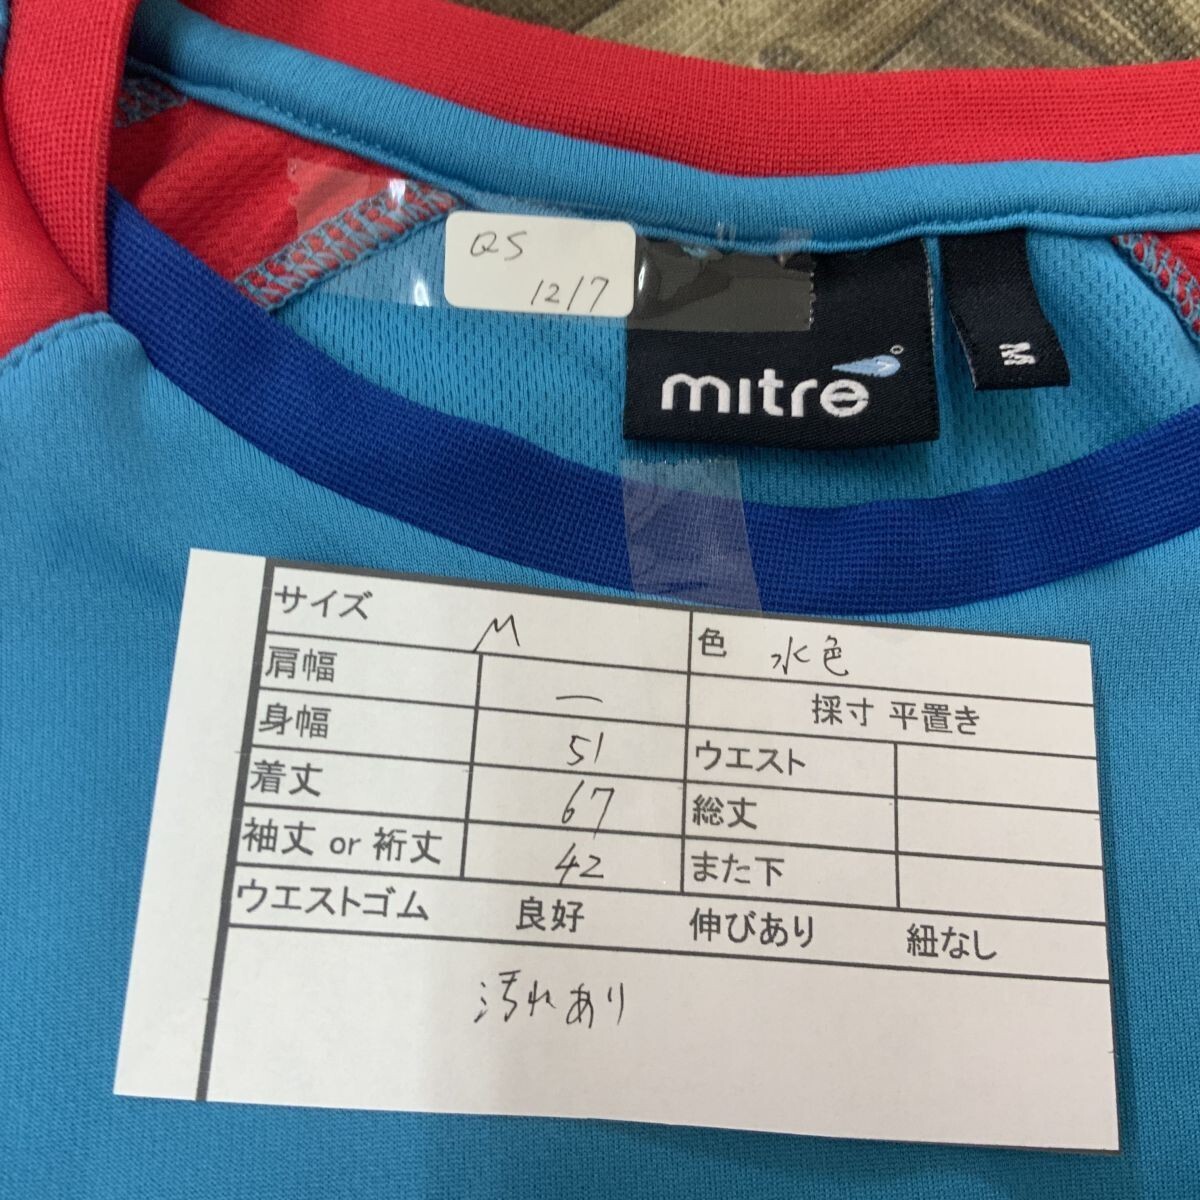 QS
12/7
mitre
M
サイズ M 色 水色
肩幅 一 採寸 平置き
身幅 51 ウエスト
着丈 67 総丈
袖丈 or 裄丈 42 また下
ウエストゴム 良好 伸びあり 紐なし
汚れあり